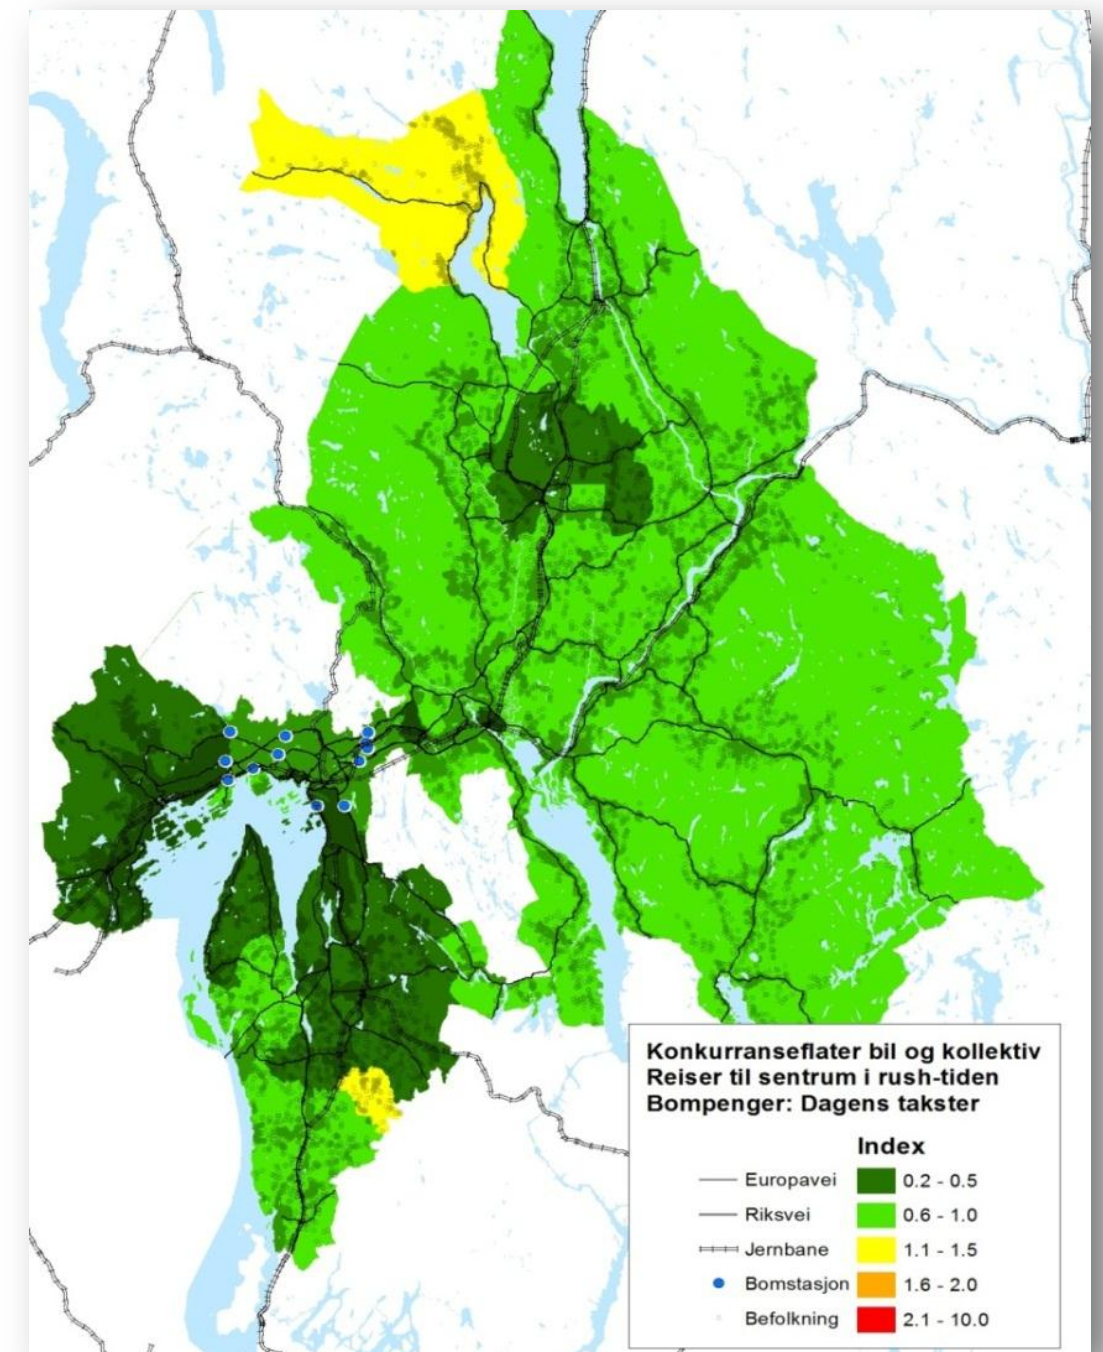 Konkurranseflater bil og kollektiv
Reiser til sentrum i rush-tiden
Bompenger: Dagens takster
Index
Europavei
0.2 - 0.5
Riksvei
0.6 - 1.0
Jernbane
1.1 - 1.5
Bomstasjon
1.6 - 2.0
Befolkning
2.1 - 10.0